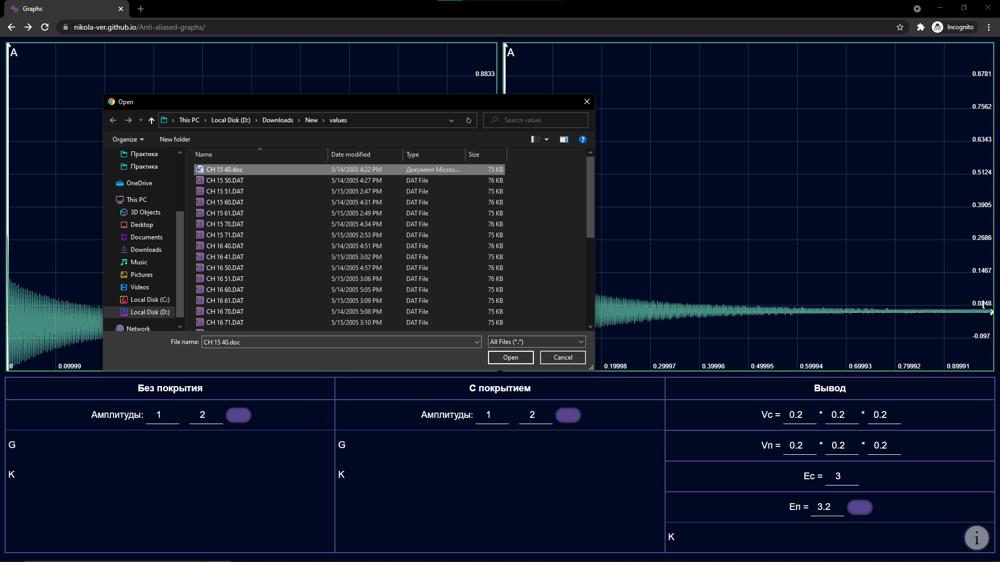 Graphs
nikola-ver.github.io/Anti-aliased-graphs/
Incognito
A
0.8833
A
0.8781
0.7562
0.6343
0.5124
0.3905
0.2686
0.1467
0.0248
t
-0.097
0
0.09999
0.19998
0.29997
0.39996
0.49995
0.59994
0.69993
0.79992
0.89991
Open
This PC
Local Disk (D:)
Downloads
New
values
Search values
Organize
New folder
?
Практика
Практика
OneDrive
This PC
3D Objects
Desktop
Documents
Downloads
Music
Pictures
Videos
Local Disk (C:)
Local Disk (D:)
Network
Name Date modified Type Size
CH 15 40.doc 5/14/2005 4:22 PM Документ Micros... 75 KB
CH 15 50.DAT 5/14/2005 4:27 PM DAT File 76 KB
CH 15 51.DAT 5/15/2005 2:47 PM DAT File 75 KB
CH 15 60.DAT 5/14/2005 4:31 PM DAT File 76 KB
CH 15 61.DAT 5/15/2005 2:49 PM DAT File 75 KB
CH 15 70.DAT 5/14/2005 4:34 PM DAT File 76 KB
CH 15 71.DAT 5/15/2005 2:53 PM DAT File 75 KB
CH 16 40.DAT 5/14/2005 4:51 PM DAT File 76 KB
CH 16 41.DAT 5/15/2005 3:02 PM DAT File 75 KB
CH 16 50.DAT 5/14/2005 4:57 PM DAT File 76 KB
CH 16 51.DAT 5/15/2005 3:06 PM DAT File 76 KB
CH 16 60.DAT 5/14/2005 5:05 PM DAT File 75 KB
CH 16 61.DAT 5/15/2005 3:09 PM DAT File 75 KB
CH 16 70.DAT 5/14/2005 5:08 PM DAT File 75 KB
CH 16 71.DAT 5/15/2005 3:10 PM DAT File 75 KB
File name: CH 15 40.doc
All Files (*.*)
Open Cancel
Без покрытия
Амплитуды: 1 2
G
K
С покрытием
Амплитуды: 1 2
G
K
Вывод
Vc = 0.2 * 0.2 * 0.2
Vп = 0.2 * 0.2 * 0.2
Ec = 3
Eп = 3.2
K
i